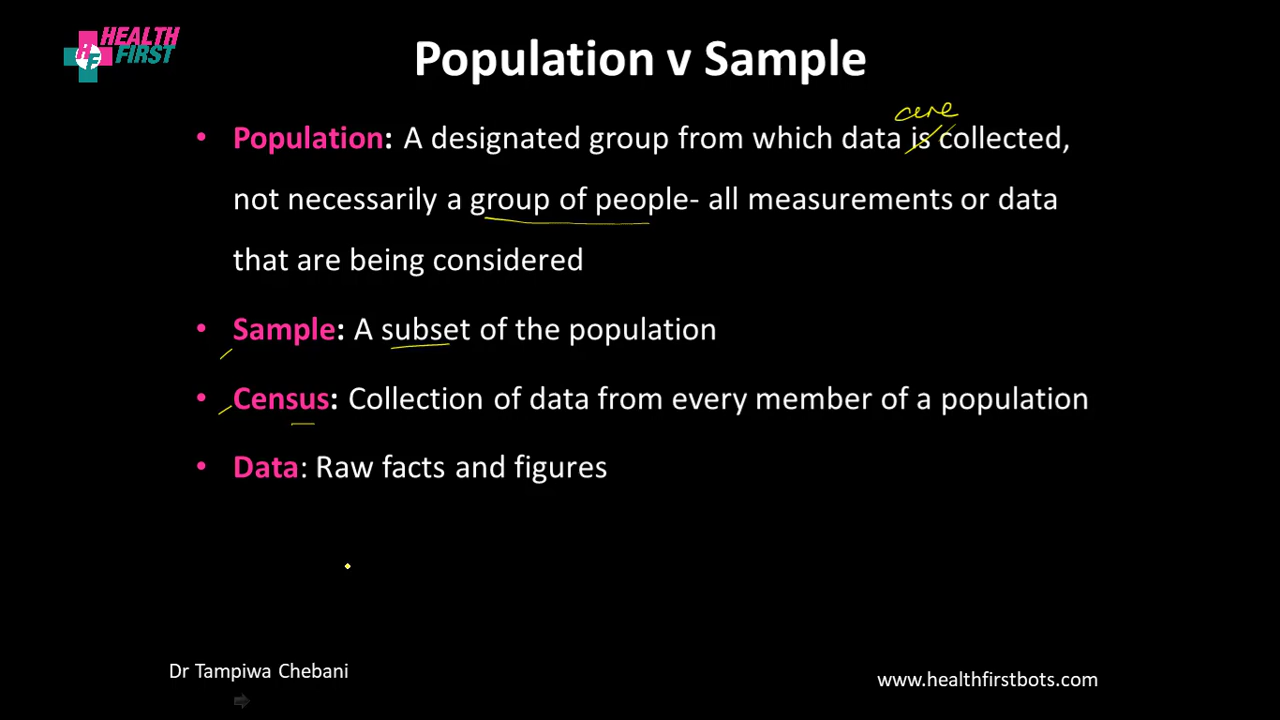 HEALTH
FIRST
HF
Population v Sample
are
• Population: A designated group from which data is collected,
not necessarily a group of people- all measurements or data
that are being considered
• Sample: A subset of the population
• Census: Collection of data from every member of a population
• Data: Raw facts and figures
Dr Tampiwa Chebani
www.healthfirstbots.com